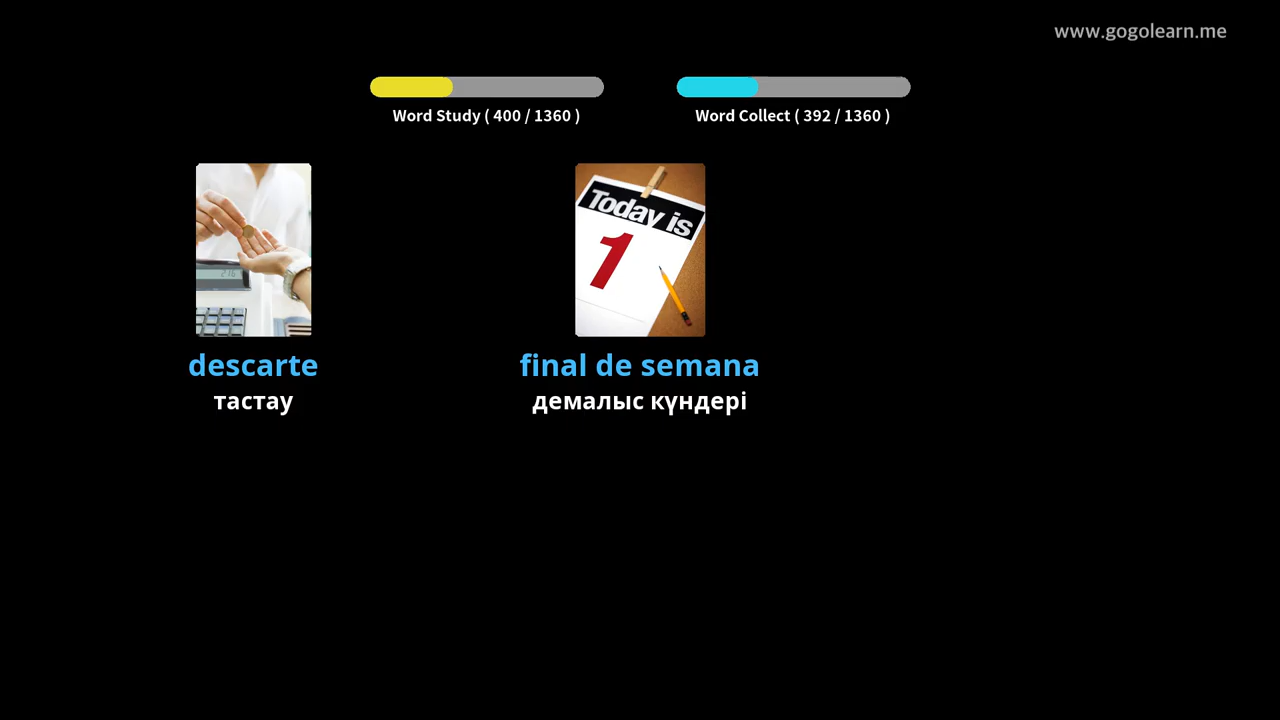 www.gogolearn.me
Word Study ( 400 / 1360 )
Word Collect ( 392 / 1360 )
Today is
1
descarte
тастау
final de semana
демалыс күндері